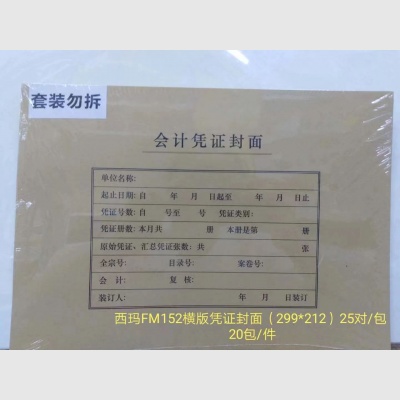 套装勿拆
会计凭证封面
单位名称:
起止日期: 自 年 月 日起至 年 月 日止
凭证号数: 自 号至 号 凭证类别:
凭证册数: 本月共 册 本册是第 册
原始凭证、汇总凭证张数: 共 张
全宗号: 目录号: 案卷号:
会 计: 复 核:
装订人: 年 月 日装订
西玛FM152横版凭证封面（299*212）25对/包
20包/件